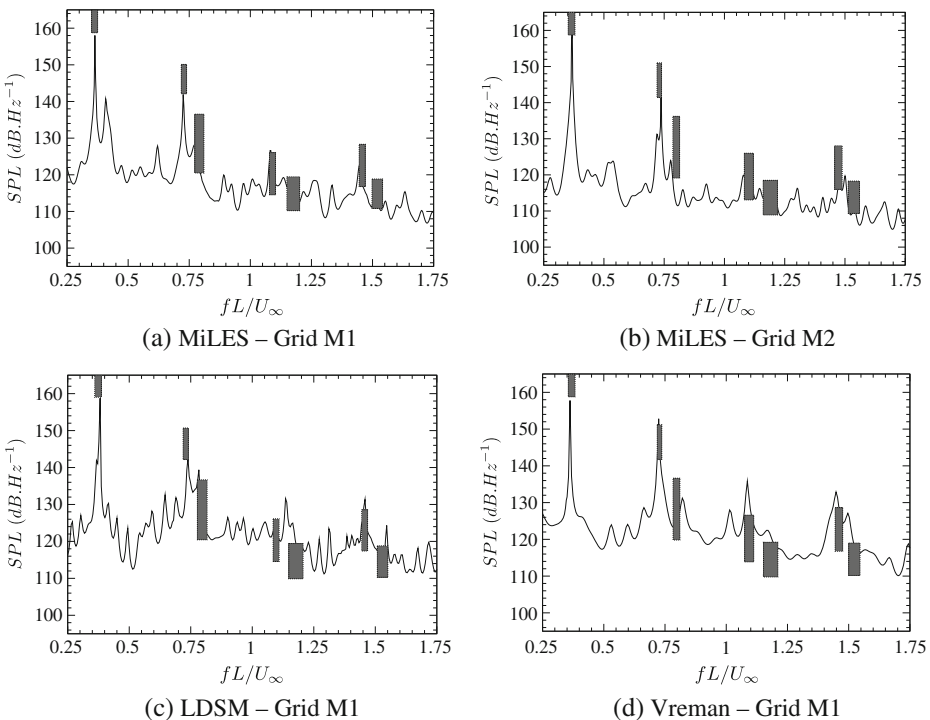 160
150
140
130
120
110
100
SPL (dB.Hz⁻¹)
0.25 0.5 0.75 1 1.25 1.5 1.75
fL/U∞
(a) MiLES – Grid M1
160
150
140
130
120
110
100
SPL (dB.Hz⁻¹)
0.25 0.5 0.75 1 1.25 1.5 1.75
fL/U∞
(b) MiLES – Grid M2
160
150
140
130
120
110
100
SPL (dB.Hz⁻¹)
0.25 0.5 0.75 1 1.25 1.5 1.75
fL/U∞
(c) LDSM – Grid M1
160
150
140
130
120
110
100
SPL (dB.Hz⁻¹)
0.25 0.5 0.75 1 1.25 1.5 1.75
fL/U∞
(d) Vreman – Grid M1